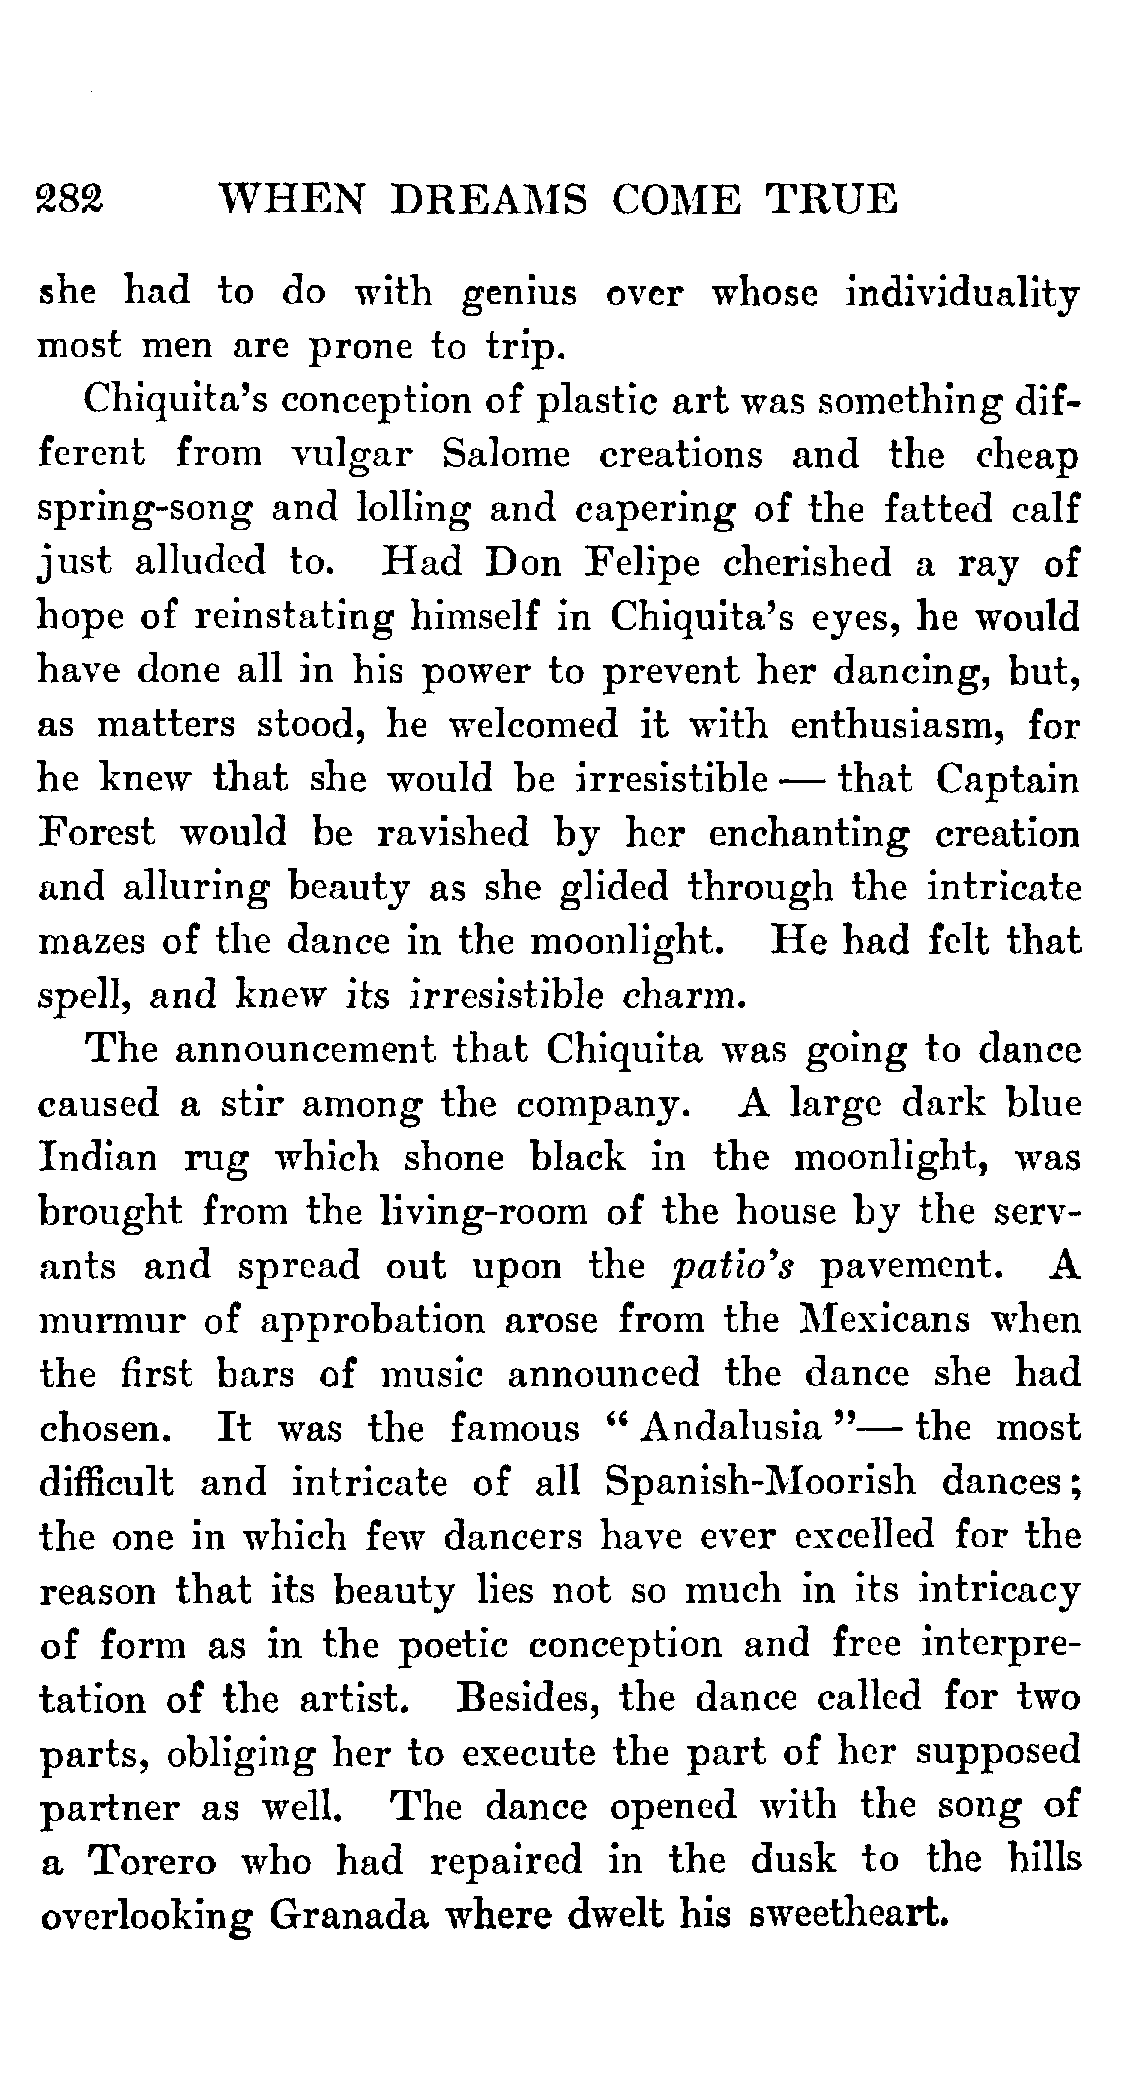 282 WHEN DREAMS COME TRUE
she had to do with genius over whose individuality
most men are prone to trip.
Chiquita's conception of plastic art was something dif-
ferent from vulgar Salome creations and the cheap
spring-song and lolling and capering of the fatted calf
just alluded to. Had Don Felipe cherished a ray of
hope of reinstating himself in Chiquita's eyes, he would
have done all in his power to prevent her dancing, but,
as matters stood, he welcomed it with enthusiasm, for
he knew that she would be irresistible — that Captain
Forest would be ravished by her enchanting creation
and alluring beauty as she glided through the intricate
mazes of the dance in the moonlight. He had felt that
spell, and knew its irresistible charm.
The announcement that Chiquita was going to dance
caused a stir among the company. A large dark blue
Indian rug which shone black in the moonlight, was
brought from the living-room of the house by the serv-
ants and spread out upon the patio's pavement. A
murmur of approbation arose from the Mexicans when
the first bars of music announced the dance she had
chosen. It was the famous “ Andalusia ”— the most
difficult and intricate of all Spanish-Moorish dances;
the one in which few dancers have ever excelled for the
reason that its beauty lies not so much in its intricacy
of form as in the poetic conception and free interpre-
tation of the artist. Besides, the dance called for two
parts, obliging her to execute the part of her supposed
partner as well. The dance opened with the song of
a Torero who had repaired in the dusk to the hills
overlooking Granada where dwelt his sweetheart.